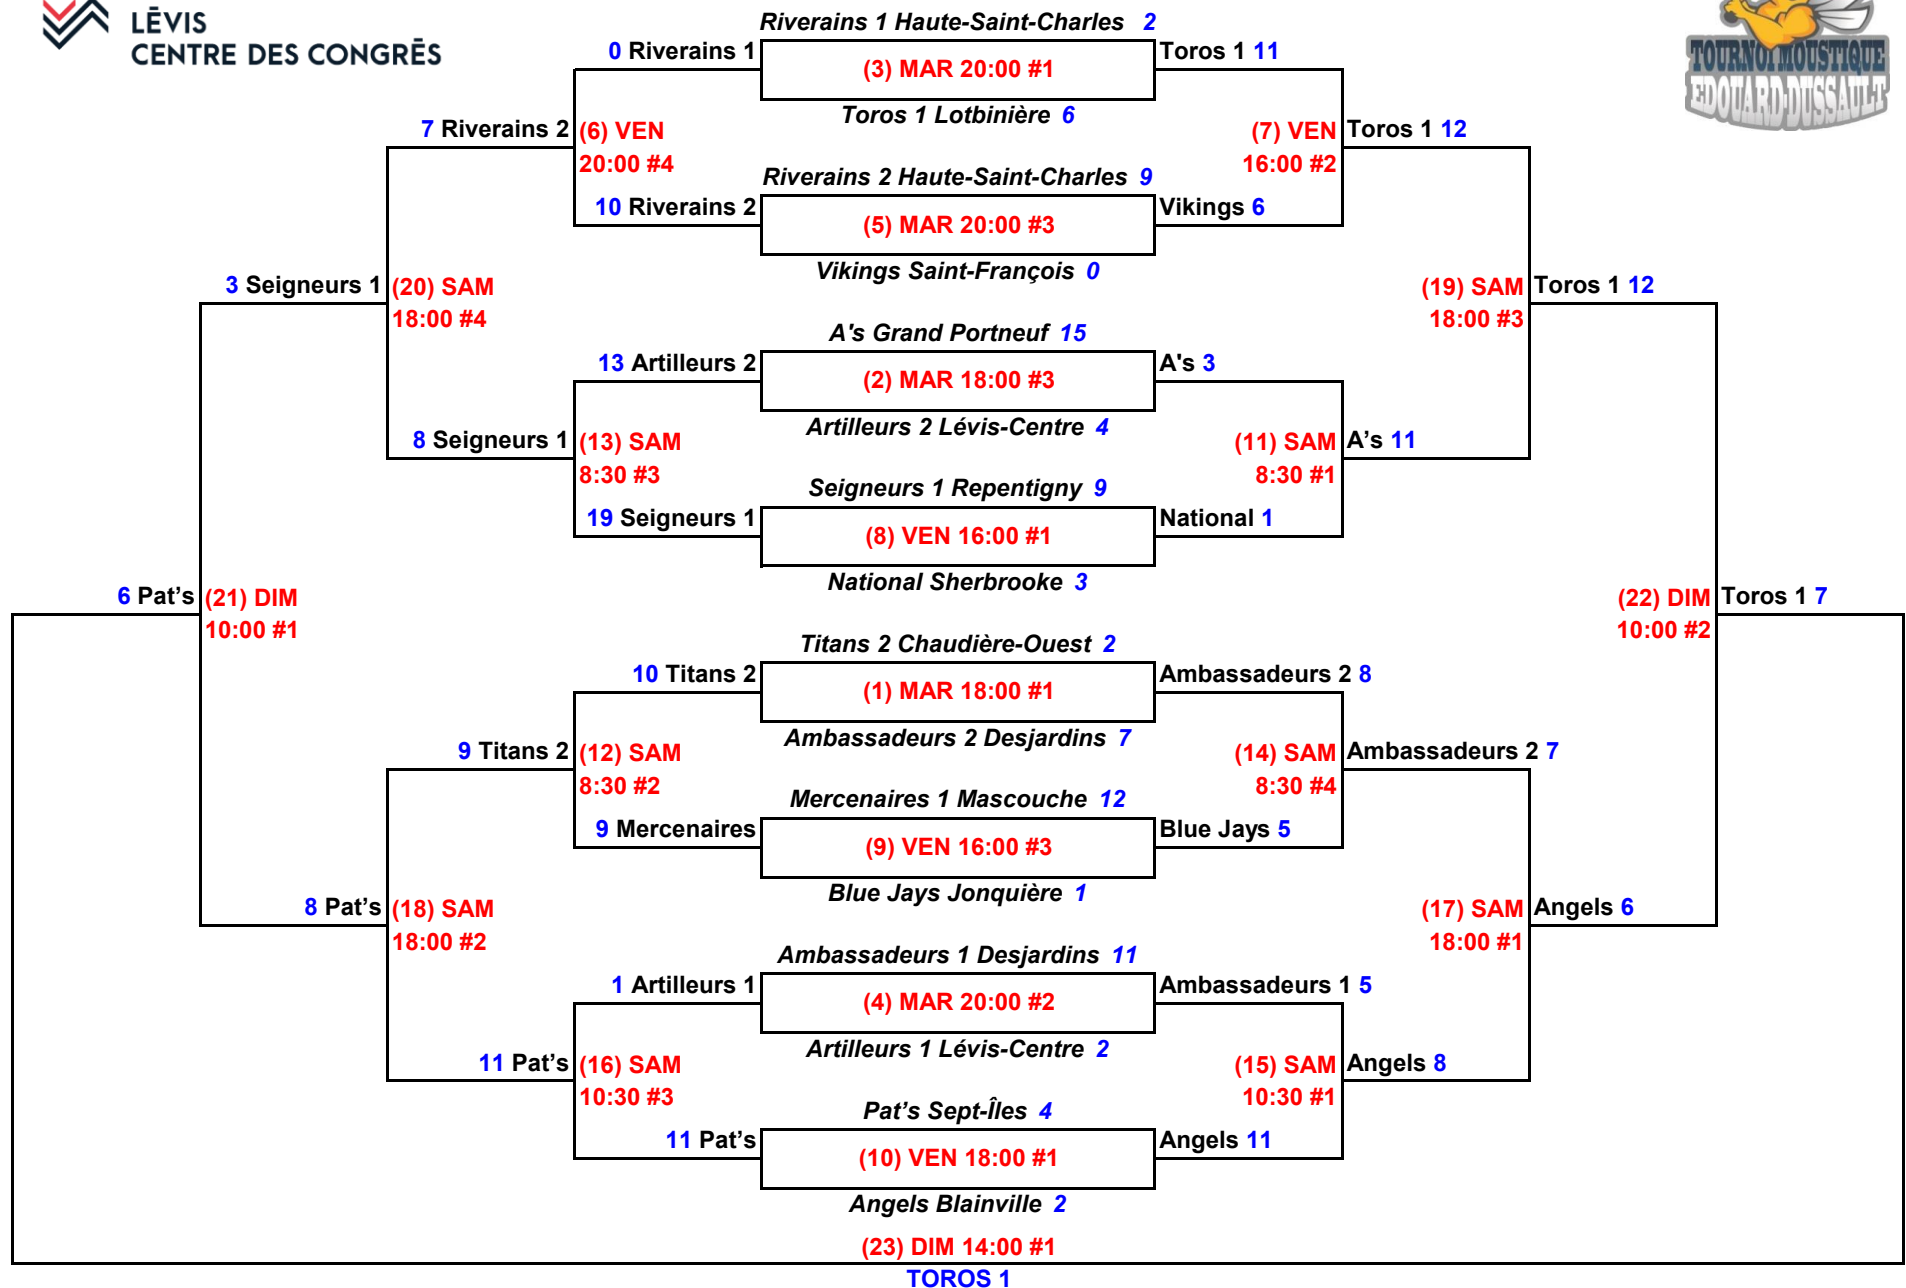 LĒVIS
CENTRE DES CONGRĒS
TOURNOI MOUSTIQUE
EDOUARD-DUSSAULT
Riverains 1 Haute-Saint-Charles 2
0 Riverains 1
(3) MAR 20:00 #1
Toros 1 11
Toros 1 Lotbinière 6
7 Riverains 2
(6) VEN
20:00 #4
(7) VEN
16:00 #2
Toros 1 12
Riverains 2 Haute-Saint-Charles 9
10 Riverains 2
(5) MAR 20:00 #3
Vikings 6
Vikings Saint-François 0
3 Seigneurs 1
(20) SAM
18:00 #4
(19) SAM
18:00 #3
Toros 1 12
A's Grand Portneuf 15
13 Artilleurs 2
(2) MAR 18:00 #3
A's 3
Artilleurs 2 Lévis-Centre 4
8 Seigneurs 1
(13) SAM
8:30 #3
(11) SAM
8:30 #1
A’s 11
Seigneurs 1 Repentigny 9
19 Seigneurs 1
(8) VEN 16:00 #1
National 1
National Sherbrooke 3
6 Pat’s
(21) DIM
10:00 #1
(22) DIM
10:00 #2
Toros 1 7
Titans 2 Chaudière-Ouest 2
10 Titans 2
(1) MAR 18:00 #1
Ambassadeurs 2 8
Ambassadeurs 2 Desjardins 7
9 Titans 2
(12) SAM
8:30 #2
(14) SAM
8:30 #4
Ambassadeurs 2 7
Mercenaires 1 Mascouche 12
9 Mercenaires
(9) VEN 16:00 #3
Blue Jays 5
Blue Jays Jonquière 1
8 Pat’s
(18) SAM
18:00 #2
(17) SAM
18:00 #1
Angels 6
Ambassadeurs 1 Desjardins 11
1 Artilleurs 1
(4) MAR 20:00 #2
Ambassadeurs 1 5
Artilleurs 1 Lévis-Centre 2
11 Pat’s
(16) SAM
10:30 #3
(15) SAM
10:30 #1
Angels 8
Pat’s Sept-Îles 4
11 Pat’s
(10) VEN 18:00 #1
Angels 11
Angels Blainville 2
(23) DIM 14:00 #1
TOROS 1